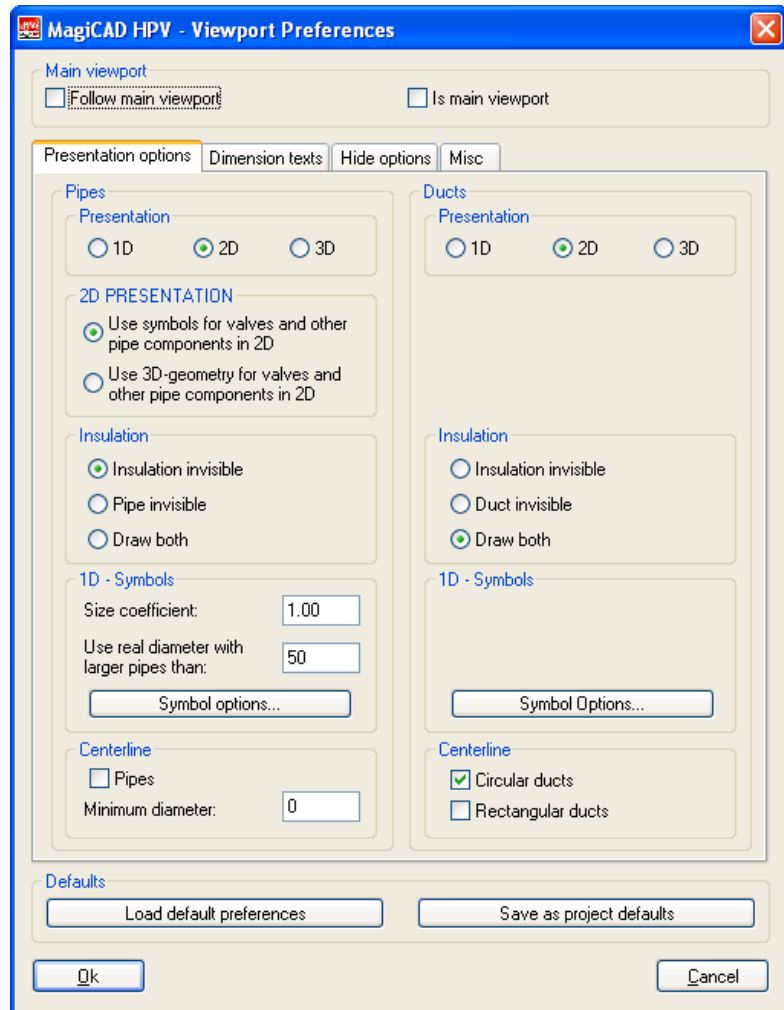 MagiCAD HPV - Viewport Preferences
Main viewport
Follow main viewport
Is main viewport
Presentation options
Dimension texts
Hide options
Misc
Pipes
Presentation
1D
2D
3D
2D PRESENTATION
Use symbols for valves and other
pipe components in 2D
Use 3D-geometry for valves and
other pipe components in 2D
Insulation
Insulation invisible
Pipe invisible
Draw both
1D - Symbols
Size coefficient:
1.00
Use real diameter with
larger pipes than:
50
Symbol options...
Centerline
Pipes
Minimum diameter:
0
Ducts
Presentation
1D
2D
3D
Insulation
Insulation invisible
Duct invisible
Draw both
1D - Symbols
Symbol Options...
Centerline
Circular ducts
Rectangular ducts
Defaults
Load default preferences
Save as project defaults
Ok
Cancel